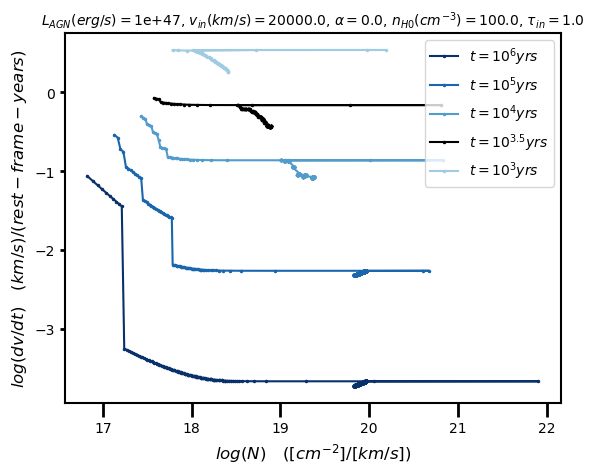 L_AGN(erg/s) = 1e+47, v_in(km/s) = 20000.0, α = 0.0, n_H0(cm^−3) = 100.0, τ_in = 1.0
t = 10^6 yrs
t = 10^5 yrs
t = 10^4 yrs
t = 10^3.5 yrs
t = 10^3 yrs
log(dv/dt) (km/s)/(rest − frame − years)
0
−1
−2
−3
17 18 19 20 21 22
log(N) ([cm^−2]/[km/s])